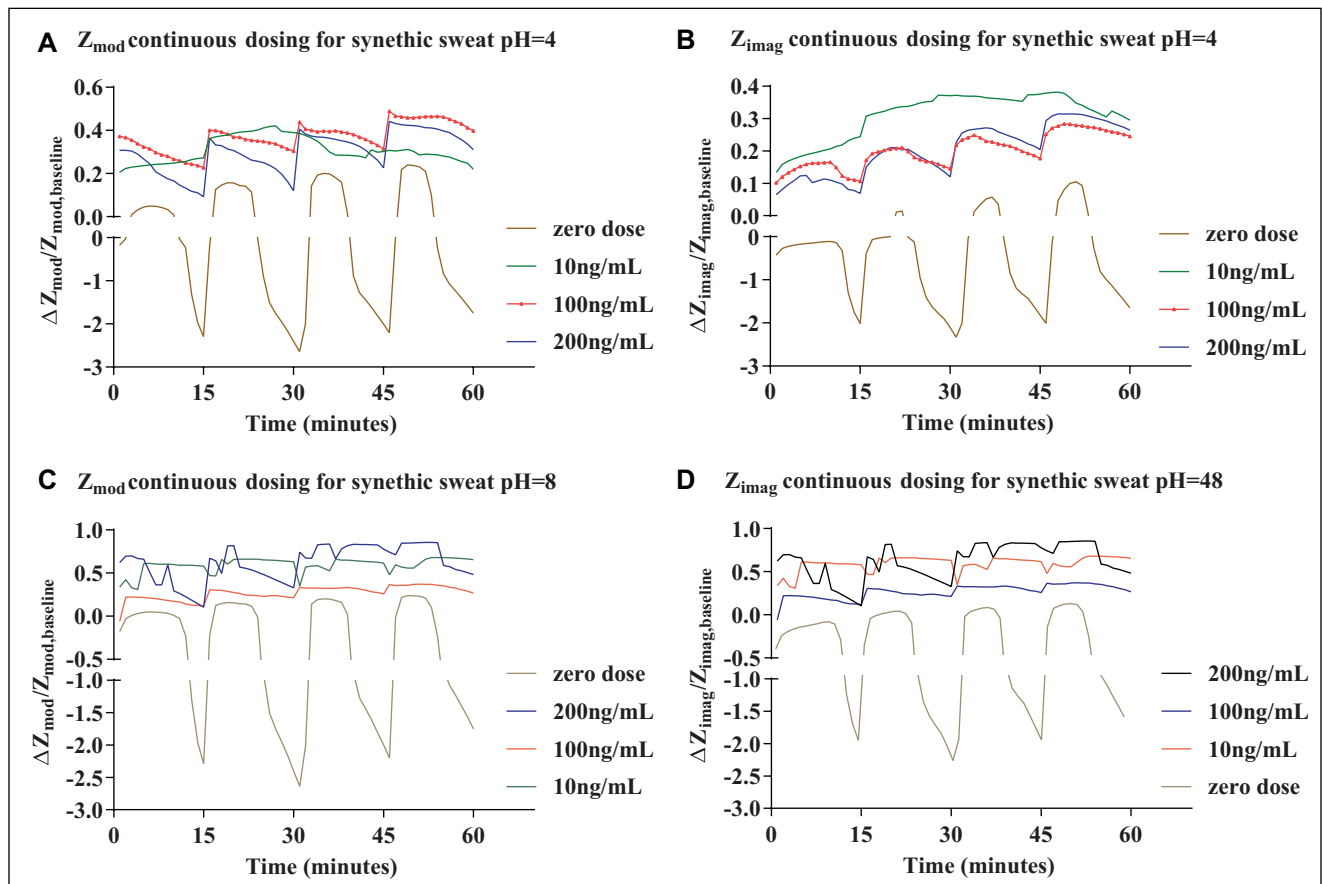 A Zmod continuous dosing for synethic sweat pH=4
ΔZmod/Zmod,baseline
0.6
0.4
0.2
0.0
0
-1
-2
-3
0 15 30 45 60
Time (minutes)
zero dose
10ng/mL
100ng/mL
200ng/mL
B Zimag continuous dosing for synthic sweat pH=4
ΔZimag/Zimag,baseline
0.4
0.3
0.2
0.1
0.0
0
-1
-2
-3
0 15 30 45 60
Time (minutes)
zero dose
10ng/mL
100ng/mL
200ng/mL
C Zmod continuous dosing for synethic sweat pH=8
ΔZmod/Zmod,baseline
1.0
0.5
0.0
-0.5
-1.0
-1.5
-2.0
-2.5
-3.0
0 15 30 45 60
Time (minutes)
zero dose
200ng/mL
100ng/mL
10ng/mL
D Zimag continuous dosing for synethic sweat pH=48
ΔZimag/Zimag,baseline
1.0
0.5
0.0
-0.5
-1.0
-1.5
-2.0
-2.5
-3.0
0 15 30 45 60
Time (minutes)
200ng/mL
100ng/mL
10ng/mL
zero dose